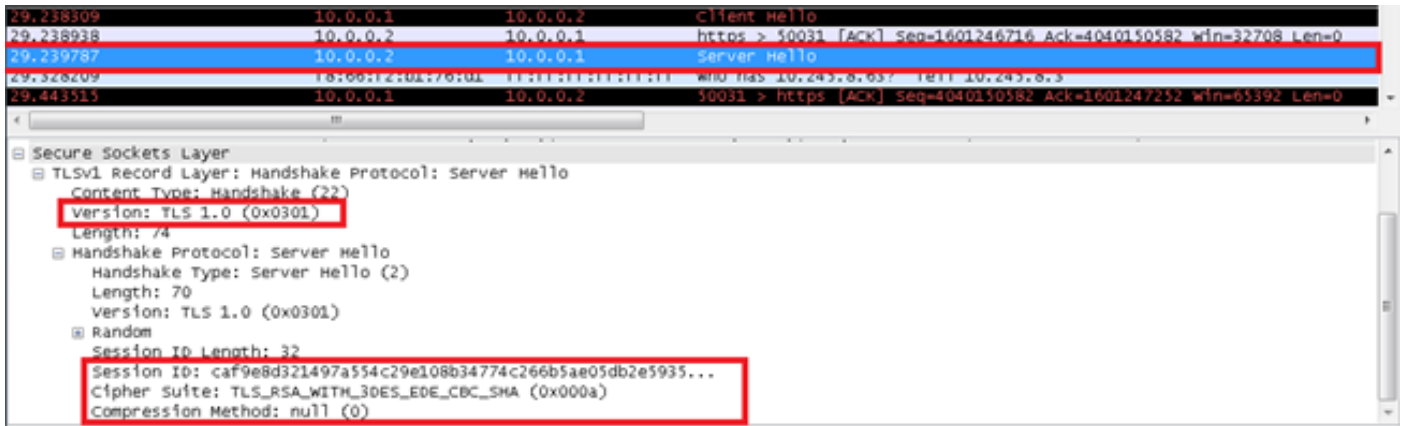 29.238309 10.0.0.1 10.0.0.2 Client Hello
29.238938 10.0.0.2 10.0.0.1 https > 50031 [ACK] Seq=1601246716 Ack=4040150582 Win=32708 Len=0
29.239787 10.0.0.2 10.0.0.1 Server Hello
29.328209 who has 10.245.8.63? Tell 10.245.8.3
29.443515 10.0.0.1 10.0.0.2 50031 > https [ACK] Seq=4040150582 Ack=1601247252 Win=65392 Len=0
Secure Sockets Layer
TLSv1 Record Layer: Handshake Protocol: Server Hello
Content Type: Handshake (22)
Version: TLS 1.0 (0x0301)
Length: 74
Handshake Protocol: Server Hello
Handshake Type: Server Hello (2)
Length: 70
Version: TLS 1.0 (0x0301)
Random
Session ID Length: 32
Session ID: caf9e8d321497a554c29e108b34774c266b5ae05db2e5935...
Cipher Suite: TLS_RSA_WITH_3DES_EDE_CBC_SHA (0x000a)
Compression Method: null (0)